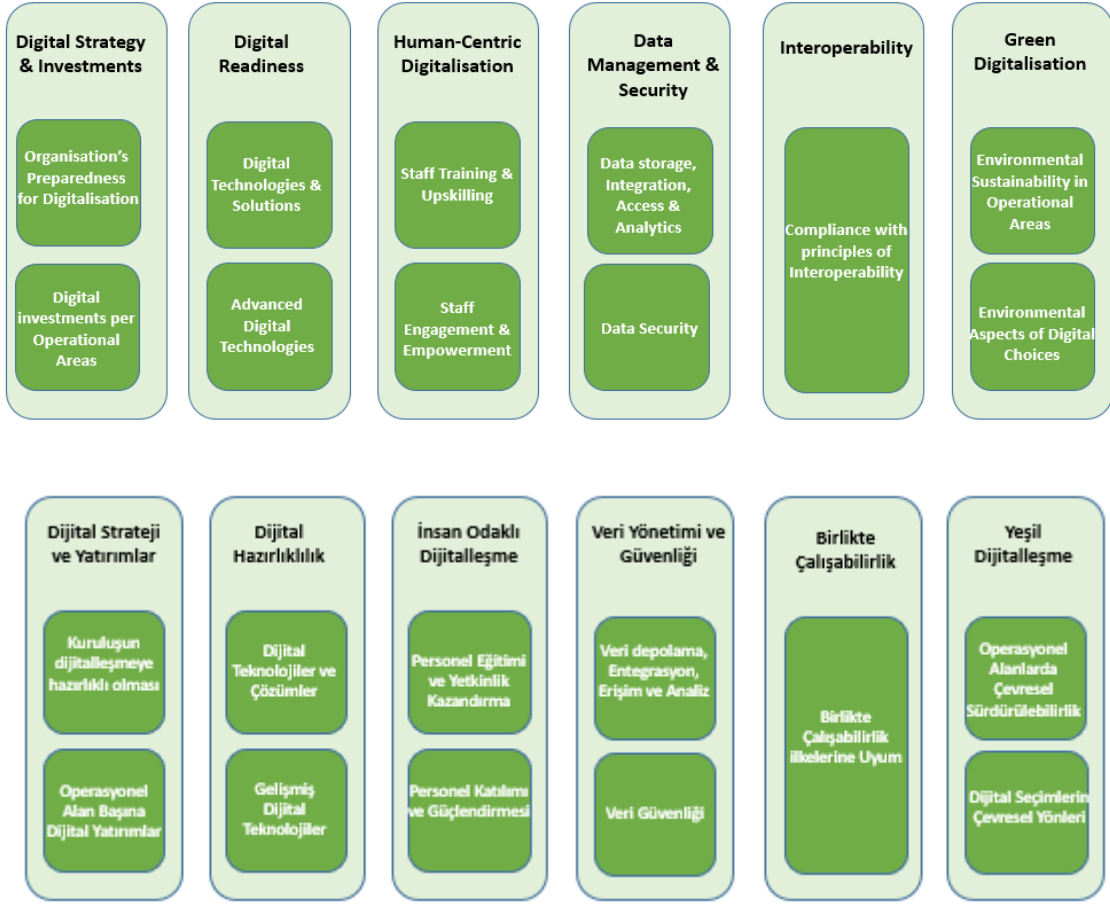 Digital Strategy
& Investments
Organisation's
Preparedness
for Digitalisation
Digital
investments per
Operational
Areas
Digital
Readiness
Digital
Technologies &
Solutions
Advanced
Digital
Technologies
Human-Centric
Digitalisation
Staff Training &
Upskilling
Staff
Engagement &
Empowerment
Data
Management &
Security
Data storage,
Integration,
Access &
Analytics
Data Security
Interoperability
Compliance with
principles of
Interoperability
Green
Digitalisation
Environmental
Sustainability in
Operational
Areas
Environmental
Aspects of Digital
Choices
Dijital Strateji
ve Yatırımlar
Kuruluşun
dijitalleşmeye
hazırlıklı olması
Operasyonel
Alan Başına
Dijital Yatırımlar
Dijital
Hazırlıklılık
Dijital
Teknolojiler ve
Çözümler
Gelişmiş
Dijital
Teknolojiler
İnsan Odaklı
Dijitalleşme
Personel Eğitimi
ve Yetkinlik
Kazandırma
Personel Katılımı
ve Güçlendirmesi
Veri Yönetimi ve
Güvenliği
Veri depolama,
Entegrasyon,
Erişim ve Analiz
Veri Güvenliği
Birlikte
Çalışabilirlik
Birlikte
Çalışabilirlik
ilkelerine Uyum
Yeşil
Dijitalleşme
Operasyonel
Alanlarda
Çevresel
Sürdürülebilirlik
Dijital Seçimlerin
Çevresel Yönleri